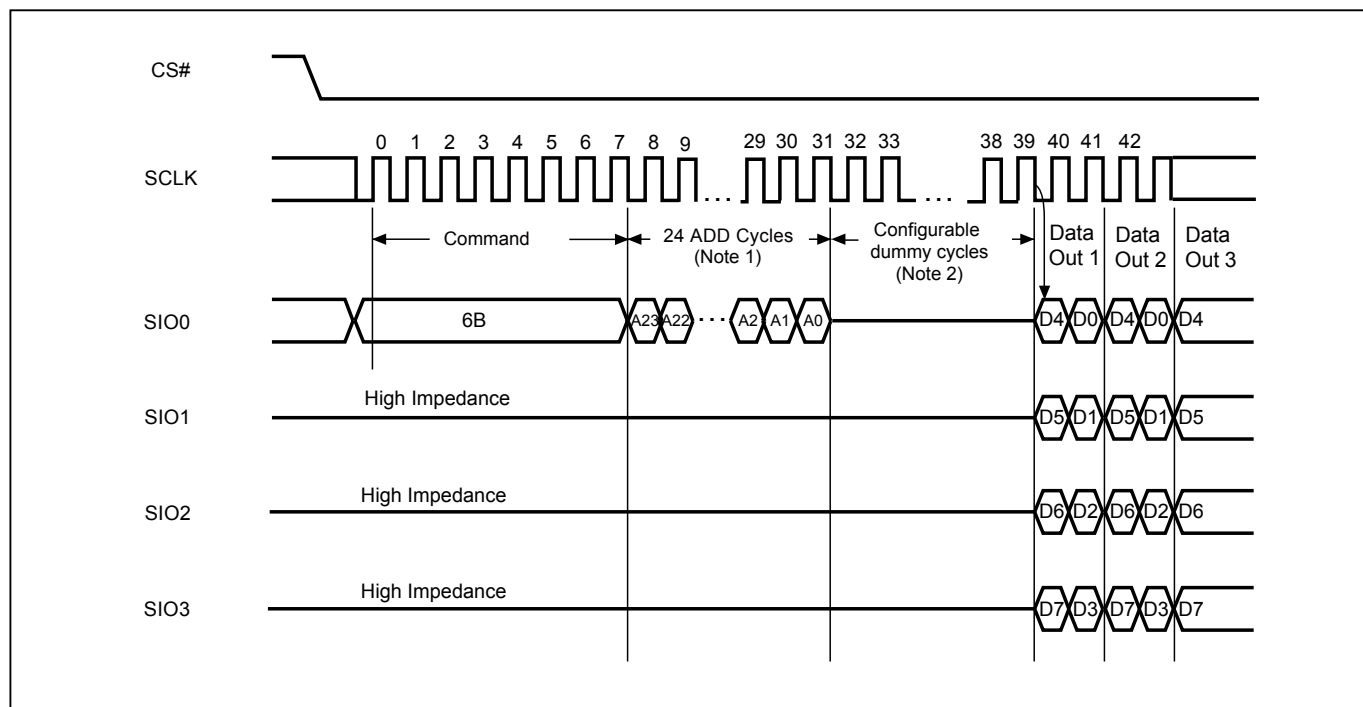 CS#
0 1 2 3 4 5 6 7 8 9 29 30 31 32 33 38 39 40 41 42
SCLK
Command
24 ADD Cycles
(Note 1)
Configurable
dummy cycles
(Note 2)
Data
Out 1
Data
Out 2
Data
Out 3
SIO0
6B
A23 A22 A2 A1 A0
D4 D0 D4 D0 D4
High Impedance
SIO1
D5 D1 D5 D1 D5
High Impedance
SIO2
D6 D2 D6 D2 D6
High Impedance
SIO3
D7 D3 D7 D3 D7